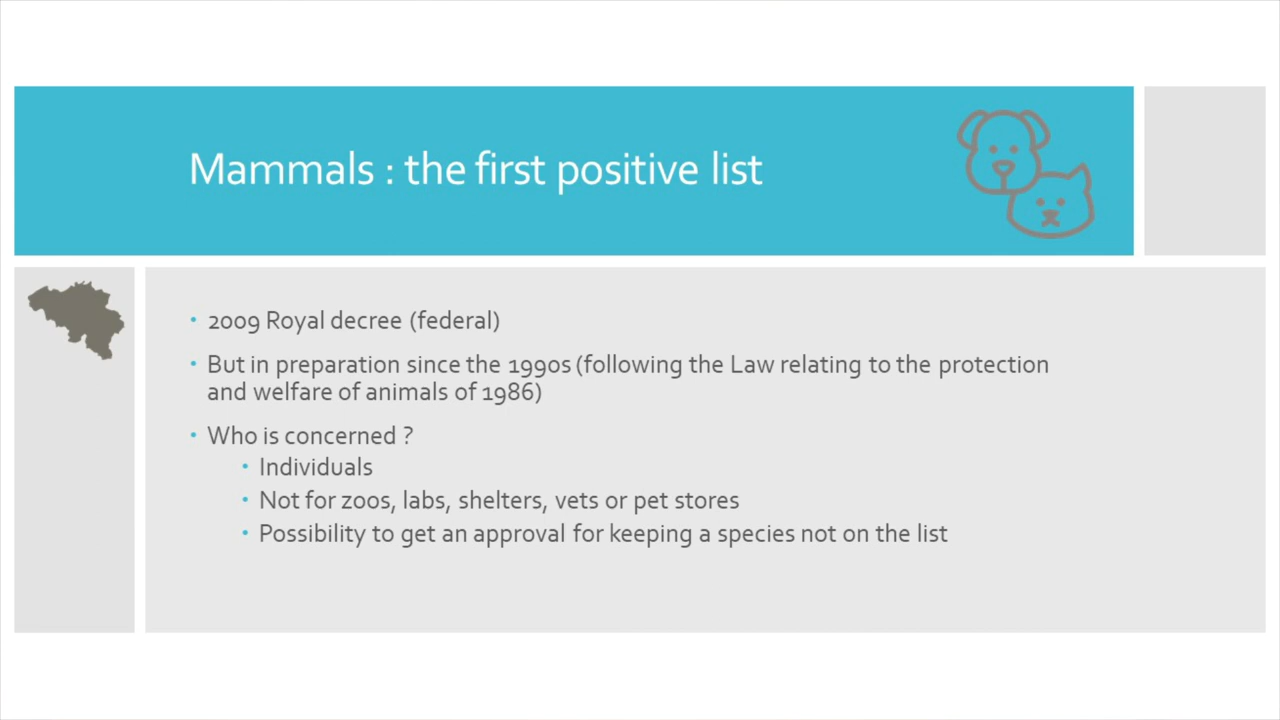 Mammals : the first positive list
• 2009 Royal decree (federal)
• But in preparation since the 1990s (following the Law relating to the protection
and welfare of animals of 1986)
• Who is concerned ?
• Individuals
• Not for zoos, labs, shelters, vets or pet stores
• Possibility to get an approval for keeping a species not on the list